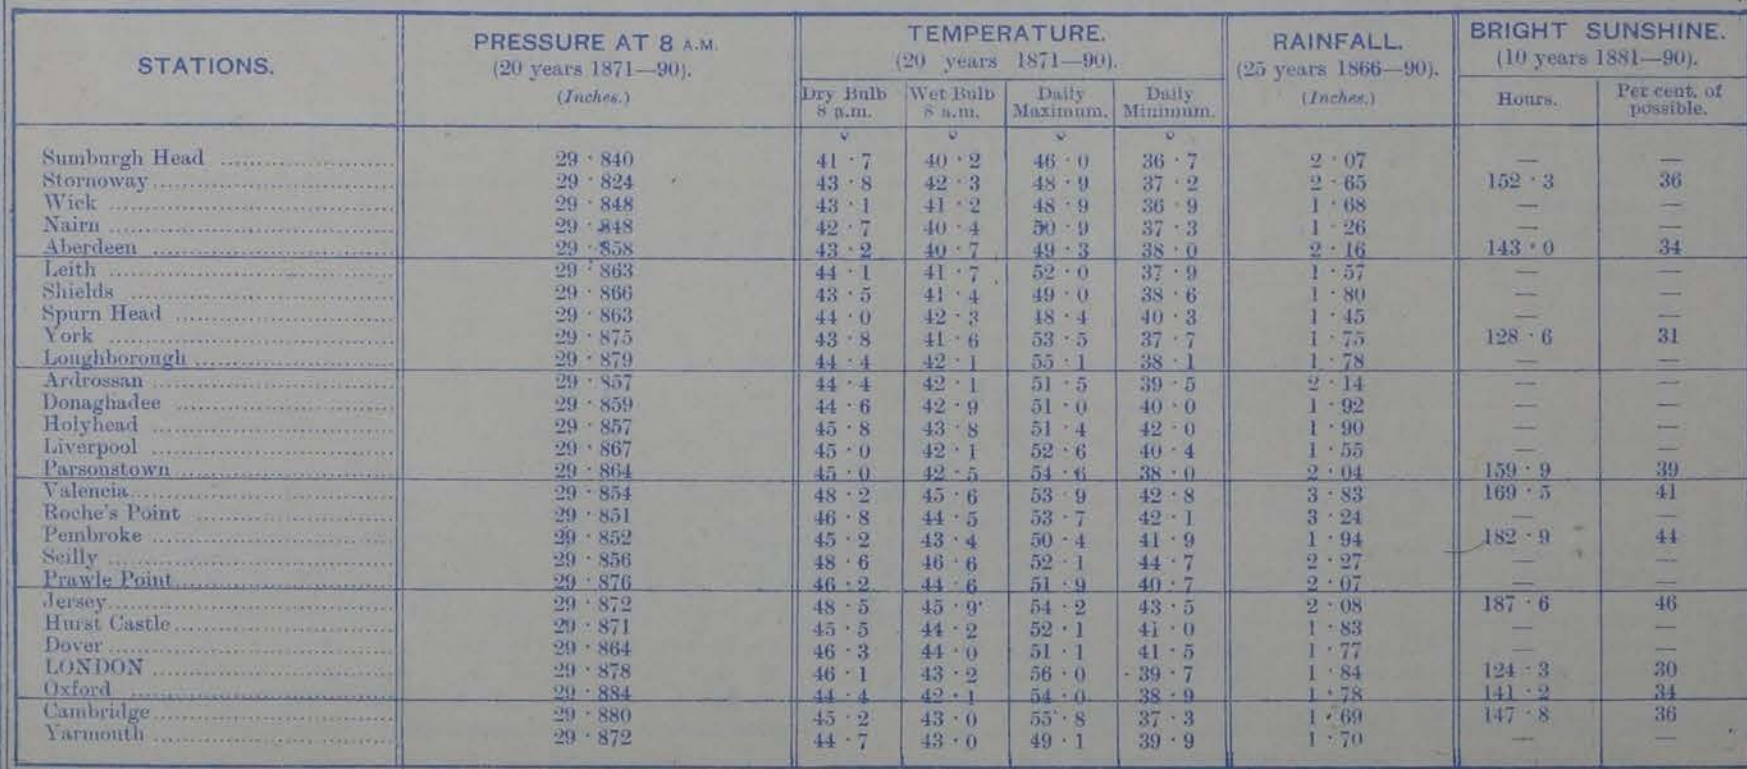 STATIONS. PRESSURE AT 8 A.M. (20 years 1871—90). (Inches.) TEMPERATURE. (20 years 1871—90). RAINFALL. (25 years 1866—90). (Inches.) BRIGHT SUNSHINE. (10 years 1881—90).
Dry Bulb 8 a.m. Wet Bulb 8 a.m. Daily Maximum. Daily Minimum. Hours. Per cent. of possible.
° ° ° °
Sumburgh Head 29·840 41·7 40·2 46·0 36·7 2·07 — —
Stornoway 29·824 43·8 42·3 48·9 37·2 2·65 152·3 36
Wick 29·848 43·1 41·2 48·9 36·9 1·68 — —
Nairn 29·848 42·7 40·4 50·9 37·3 1·26 — —
Aberdeen 29·858 43·2 40·7 49·3 38·0 2·16 143·0 34
Leith 29·863 44·1 41·7 52·0 37·9 1·57 — —
Shields 29·866 43·5 41·4 49·0 38·6 1·80 — —
Spurn Head 29·863 44·0 42·3 48·4 40·3 1·45 — —
York 29·875 43·8 41·6 53·5 37·7 1·75 128·6 31
Loughborough 29·879 44·4 42·1 55·1 38·1 1·78 — —
Ardrossan 29·857 44·4 42·1 51·5 39·5 2·14 — —
Donaghadee 29·859 44·6 42·9 51·0 40·0 1·92 — —
Holyhead 29·857 45·8 43·8 51·4 42·0 1·90 — —
Liverpool 29·867 45·0 42·1 52·6 40·4 1·55 — —
Parsonstown 29·864 45·0 42·5 54·6 38·0 2·04 159·9 39
Valencia 29·854 48·2 45·6 53·9 42·8 3·83 169·5 41
Roche's Point 29·851 46·8 44·5 53·7 42·1 3·24 — —
Pembroke 29·852 45·2 43·4 50·4 41·9 1·94 182·9 44
Scilly 29·856 48·6 46·6 52·1 44·7 2·27 — —
Prawle Point 29·876 46·2 44·6 51·9 40·7 2·07 — —
Jersey 29·872 48·5 45·9 54·2 43·5 2·08 187·6 46
Hurst Castle 29·871 45·5 44·2 52·1 41·0 1·83 — —
Dover 29·864 46·3 44·0 51·1 41·5 1·77 — —
LONDON 29·878 46·1 43·2 56·0 39·7 1·84 124·3 30
Oxford 29·884 44·4 42·1 54·0 38·9 1·78 141·2 34
Cambridge 29·880 45·2 43·0 55·8 37·3 1·69 147·8 36
Yarmouth 29·872 44·7 43·0 49·1 39·9 1·70 — —